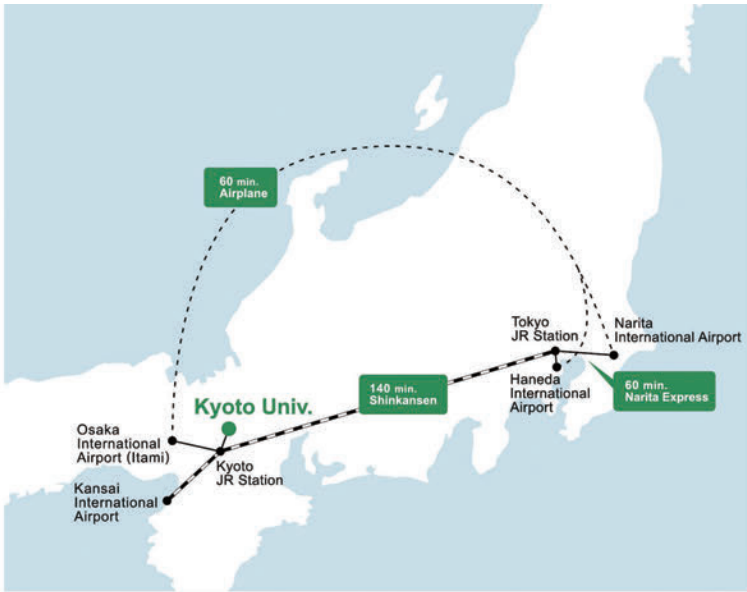 60 min.
Airplane
Tokyo
JR Station
Narita
International Airport
Haneda
International
Airport
60 min.
Narita Express
140 min.
Shinkansen
Kyoto Univ.
Osaka
International
Airport (Itami)
Kyoto
JR Station
Kansai
International
Airport